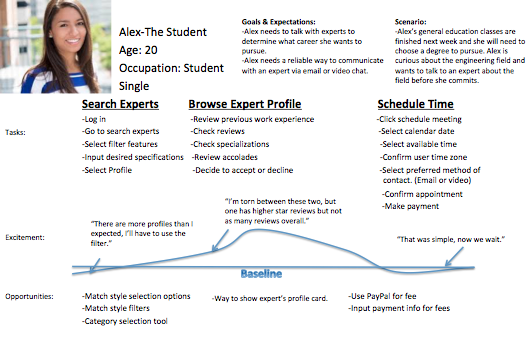 Alex-The Student
Age: 20
Occupation: Student
Single
Goals & Expectations:
-Alex needs to talk with experts to
determine what career she wants to
pursue.
-Alex needs a reliable way to communicate
with an expert via email or video chat.
Scenario:
-Alex's general education classes are
finished next week and she will need to
choose a degree to pursue. Alex is
curious about the engineering field and
wants to talk to an expert about the
field before she commits.
Tasks:
Search Experts
-Log in
-Go to search experts
-Select filter features
-Input desired specifications
-Select Profile
Browse Expert Profile
-Review previous work experience
-Check reviews
-Check specializations
-Review accolades
-Decide to accept or decline
Schedule Time
-Click schedule meeting
-Select calendar date
-Select available time
-Confirm user time zone
-Select preferred method of
contact. (Email or video)
-Confirm appointment
-Make payment
Excitement:
"There are more profiles than I
expected, I'll have to use the
filter."
"I'm torn between these two, but
one has higher star reviews but not
as many reviews overall."
"That was simple, now we wait."
Baseline
Opportunities:
-Match style selection options
-Match style filters
-Category selection tool
-Way to show expert's profile card.
-Use PayPal for fee
-Input payment info for fees